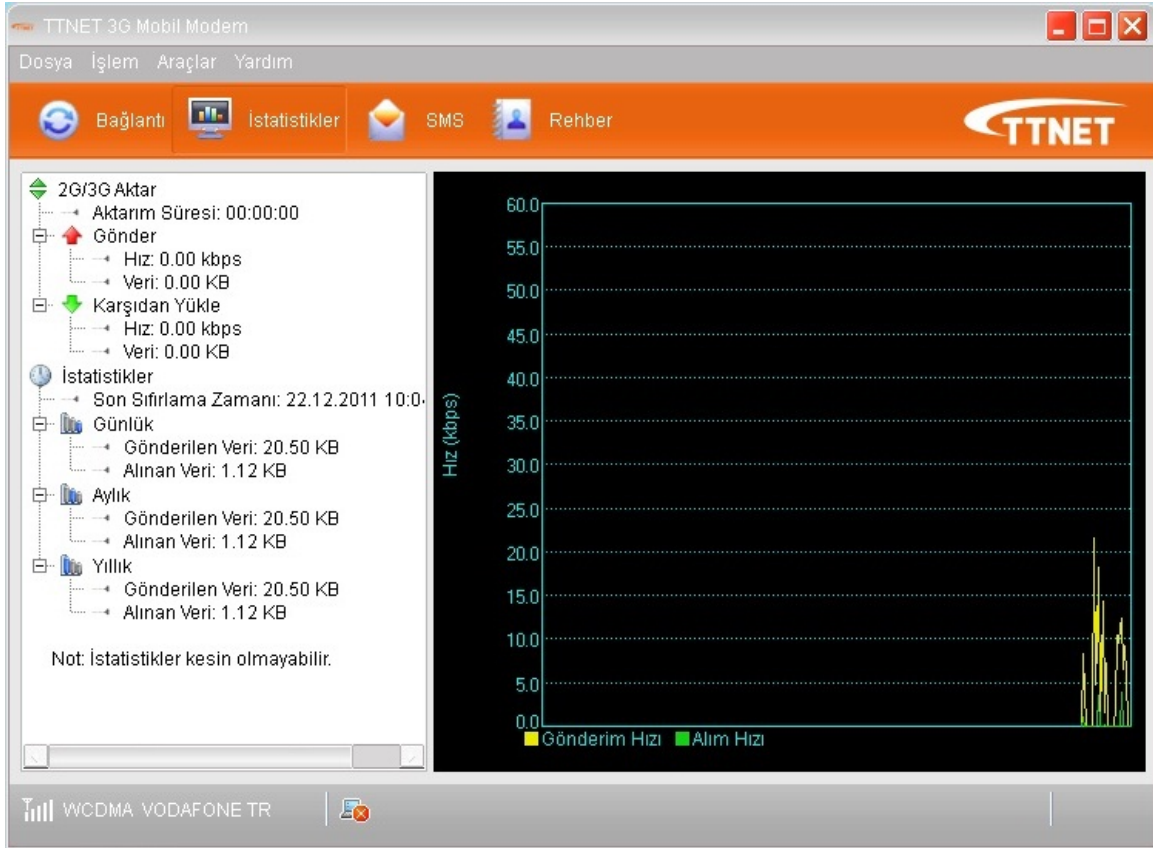 TTNET 3G Mobil Modem
Dosya İşlem Araçlar Yardım
Bağlantı İstatistikler SMS Rehber TTNET
2G/3G Aktar
Aktarım Süresi: 00:00:00
Gönder
Hız: 0.00 kbps
Veri: 0.00 KB
Karşıdan Yükle
Hız: 0.00 kbps
Veri: 0.00 KB
İstatistikler
Son Sıfırlama Zamanı: 22.12.2011 10:0
Günlük
Gönderilen Veri: 20.50 KB
Alınan Veri: 1.12 KB
Aylık
Gönderilen Veri: 20.50 KB
Alınan Veri: 1.12 KB
Yıllık
Gönderilen Veri: 20.50 KB
Alınan Veri: 1.12 KB
Not: İstatistikler kesin olmayabilir.
60.0
55.0
50.0
45.0
40.0
35.0
30.0
25.0
20.0
15.0
10.0
5.0
0.0
Hız (kbps)
Gönderim Hızı Alım Hızı
WCDMA VODAFONE TR